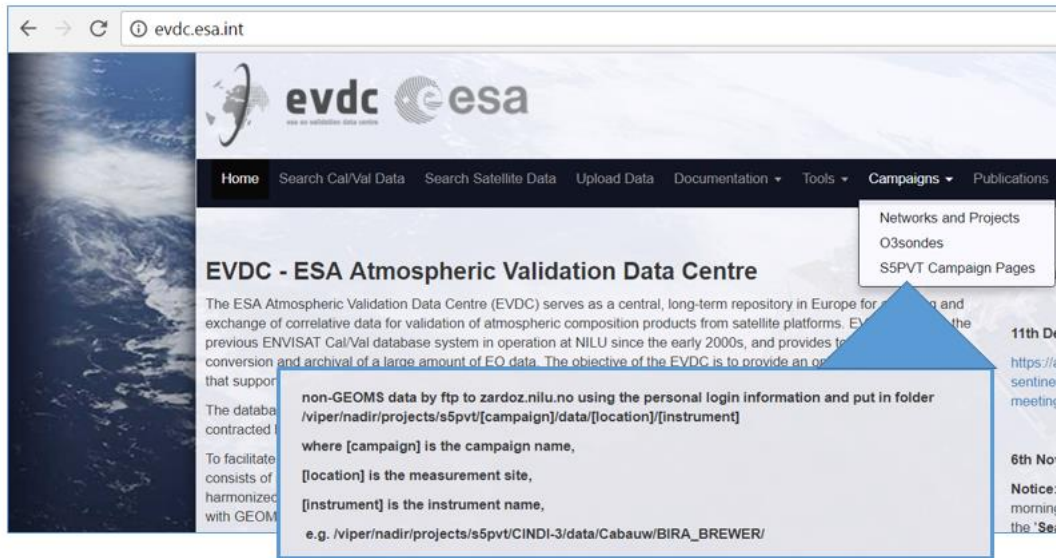 evdc.esa.int
evdc esa
Home Search Cal/Val Data Search Satellite Data Upload Data Documentation Tools Campaigns Publications
Networks and Projects
O3sondes
S5PVT Campaign Pages
EVDC - ESA Atmospheric Validation Data Centre
The ESA Atmospheric Validation Data Centre (EVDC) serves as a central, long-term repository in Europe for and
exchange of correlative data for validation of atmospheric composition products from satellite platforms. the
previous ENVISAT Cal/Val database system in operation at NILU since the early 2000s, and provides
conversion and archival of a large amount of EO data. The objective of the EVDC is to provide an
that suppor
The databa
contracted
To facilitate
consists of
harmonized
with GEOM
non-GEOMS data by ftp to zardoz.nilu.no using the personal login information and put in folder
/viper/nadir/projects/s5pvt/[campaign]/data/[location]/[instrument]
where [campaign] is the campaign name,
[location] is the measurement site,
[instrument] is the instrument name,
e.g. /viper/nadir/projects/s5pvt/CINDI-3/data/Cabauw/BIRA_BREWER/
11th De
https://a
sentine
meeting
6th No
Notice:
morning
the "Sea